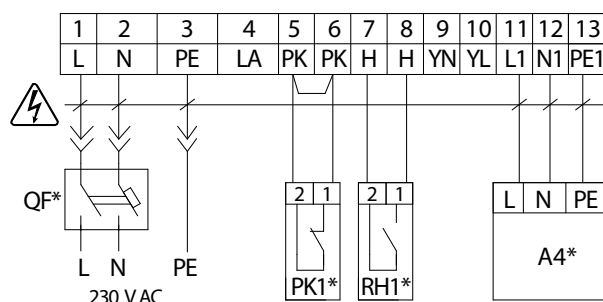 1 2 3 4 5 6 7 8 9 10 11 12 13
L N PE LA PK PK H H YN YL L1 N1 PE1
QF*
2 1
2 1
L N PE
A4*
L N PE
PK1*
RH1*
230 V AC